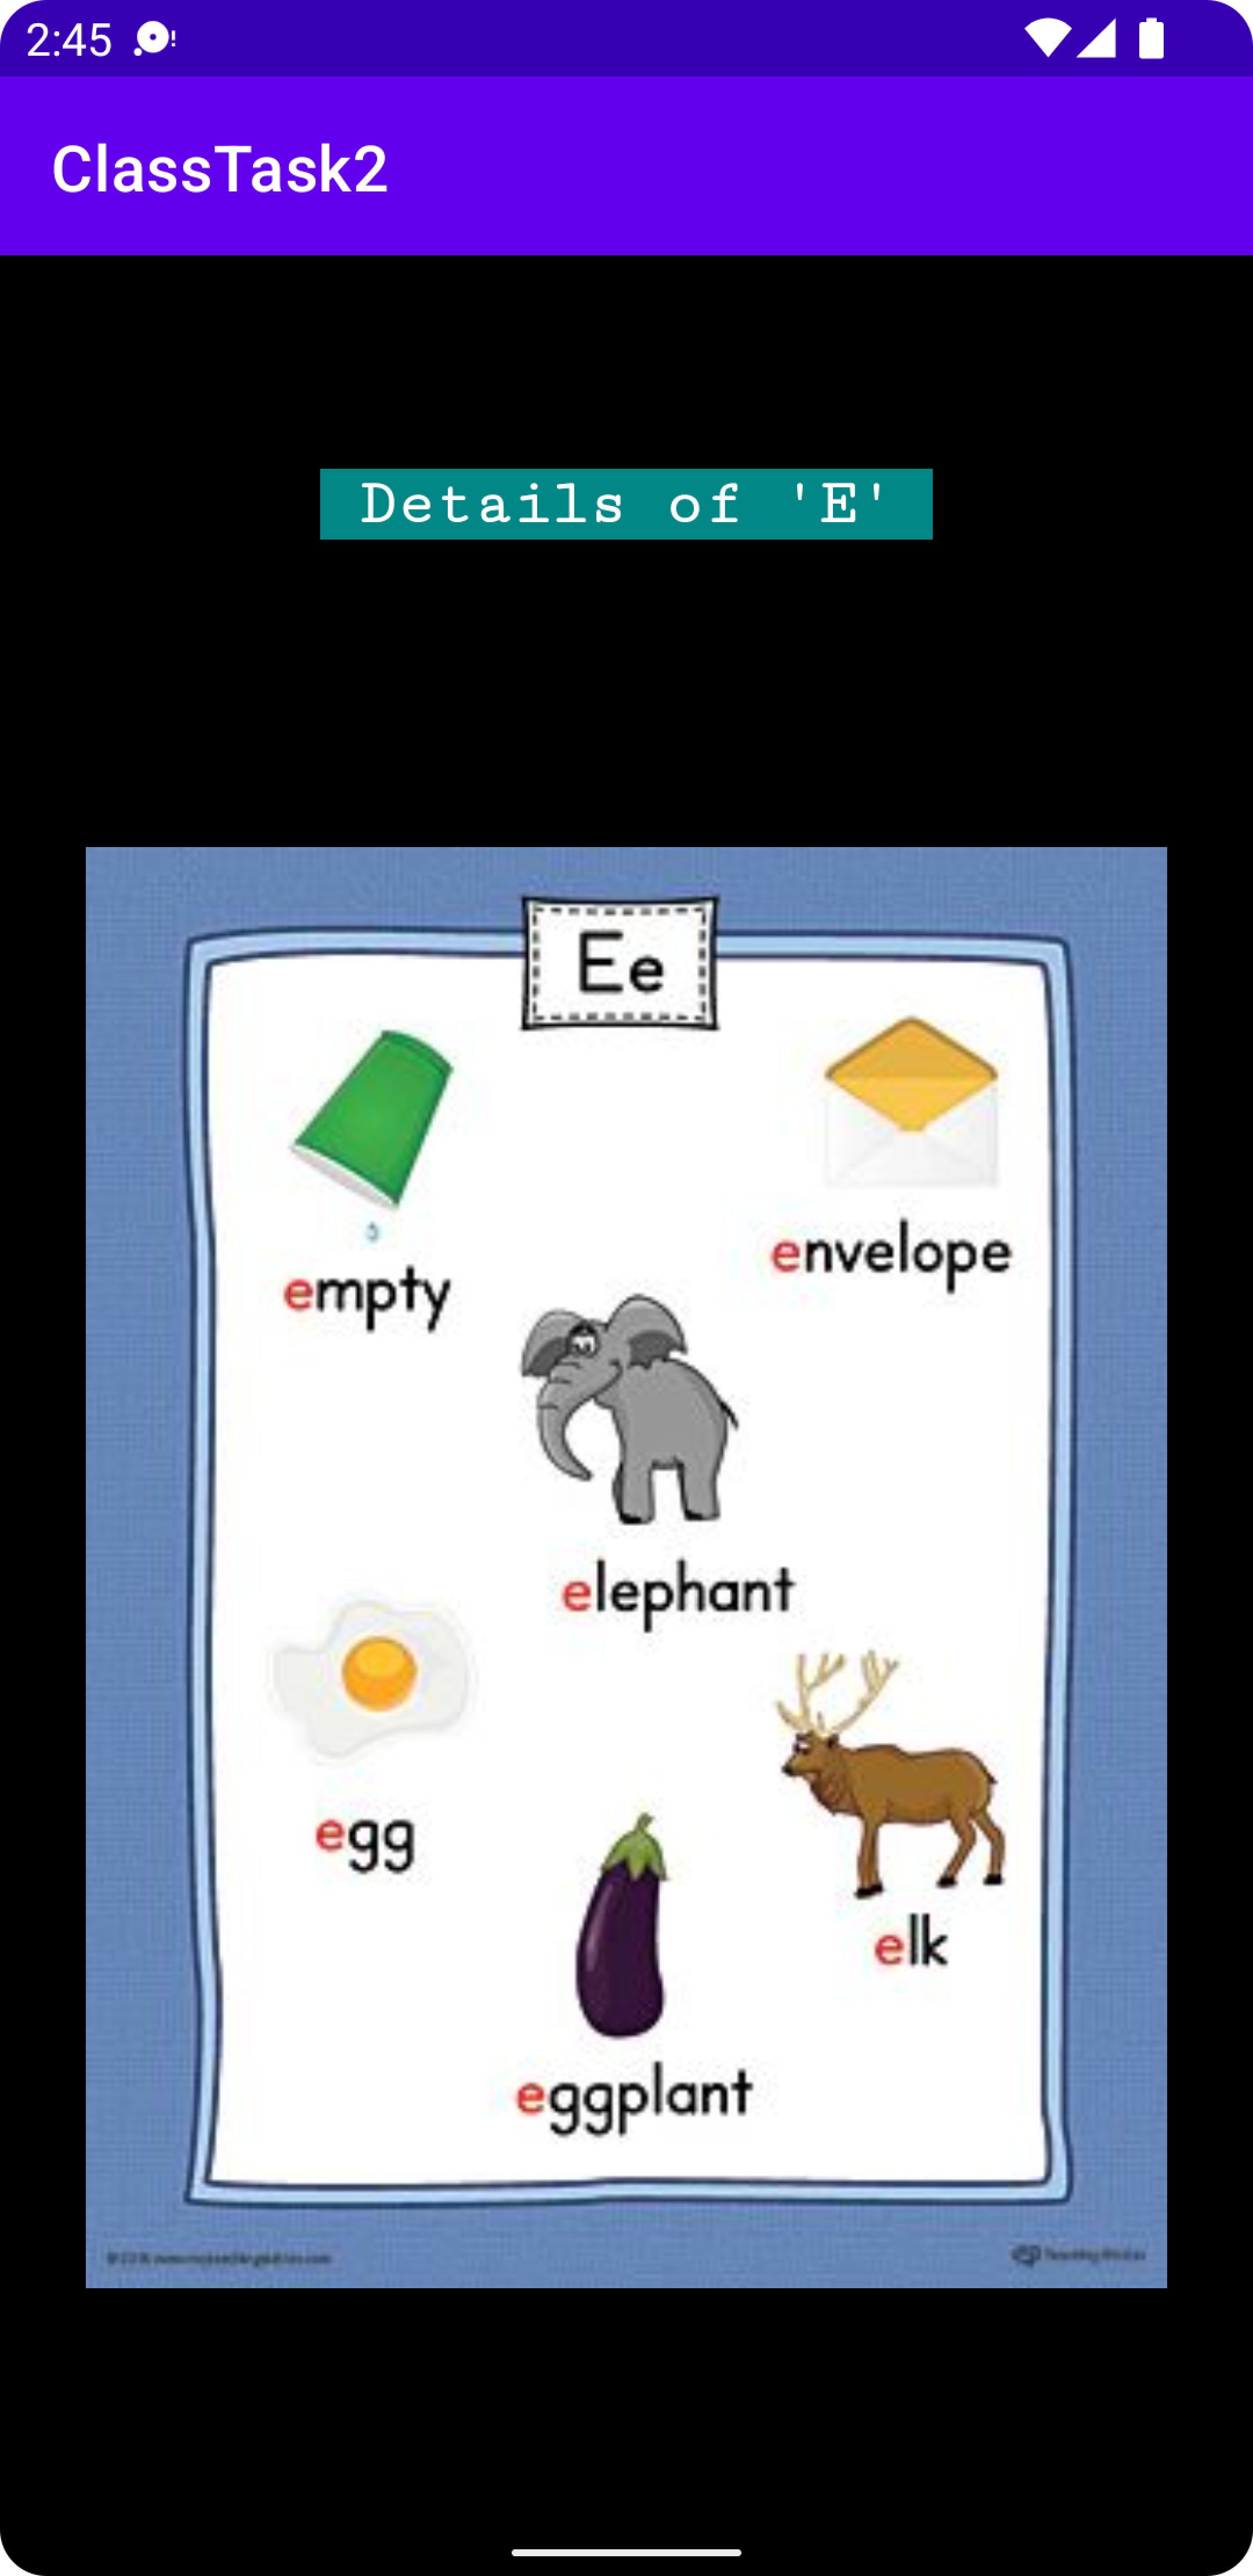 2:45
ClassTask2
Details of 'E'
Ee
empty
envelope
elephant
egg
elk
eggplant